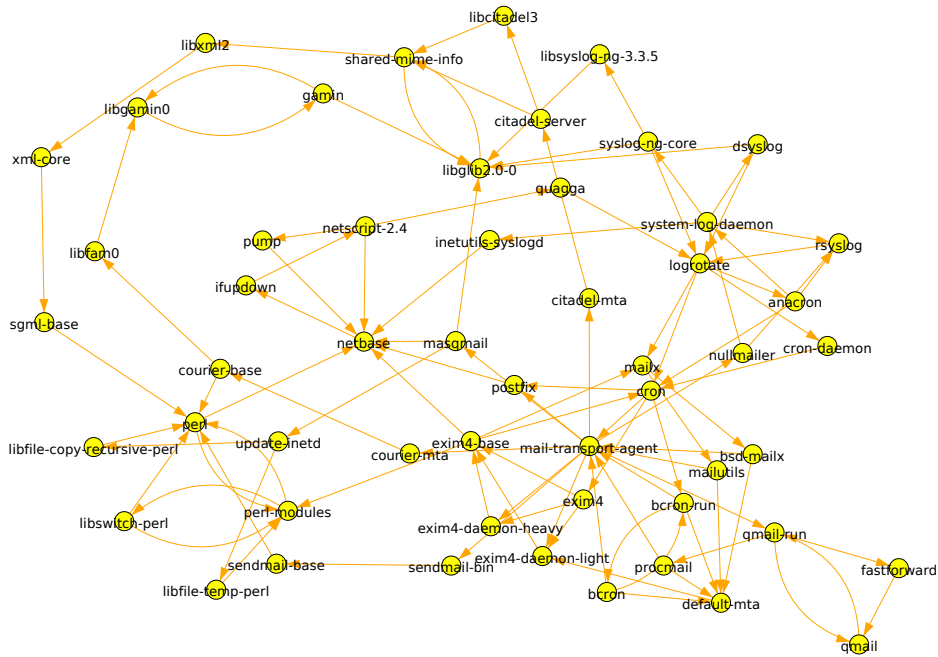 libcitadel3
libxml2
shared-mime-info
libsyslog-ng-3.3.5
gamin
libgamin0
citadel-server
syslog-ng-core
dsyslog
xml-core
libglib2.0-0
quagga
netscript-2.4
system-log-daemon
pump
inetutils-syslogd
rsyslog
libfam0
logrotate
ifupdown
citadel-mta
anacron
sgml-base
netbase
masqmail
nullmailer
cron-daemon
mailx
courier-base
postfix
cron
perl
libfile-copy-recursive-perl
update-inetd
exim4-base
courier-mta
mail-transport-agent
bsd-mailx
mailutils
exim4
bcron-run
perl-modules
libswitch-perl
exim4-daemon-heavy
qmail-run
exim4-daemon-light
sendmail-base
sendmail-bin
procmail
fastforward
libfile-temp-perl
bcron
default-mta
qmail